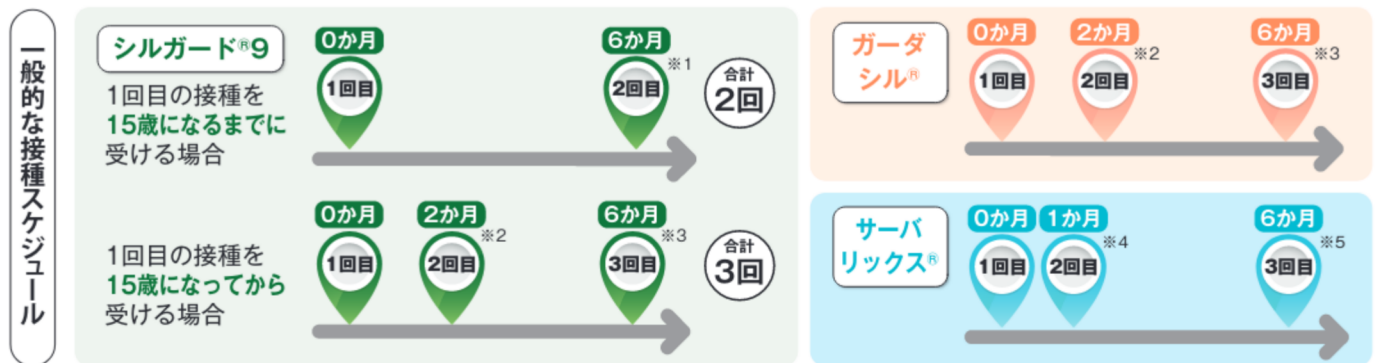 一般的な接種スケジュール
シルガード®9
1回目の接種を
15歳になるまでに
受ける場合
0か月
1回目
6か月
※1
2回目
合計
2回
1回目の接種を
15歳になってから
受ける場合
0か月
1回目
2か月
※2
2回目
6か月
※3
3回目
合計
3回
ガーダ
シル®
0か月
1回目
2か月
※2
2回目
6か月
※3
3回目
サーバ
リックス®
0か月
1回目
1か月
※4
2回目
6か月
※5
3回目